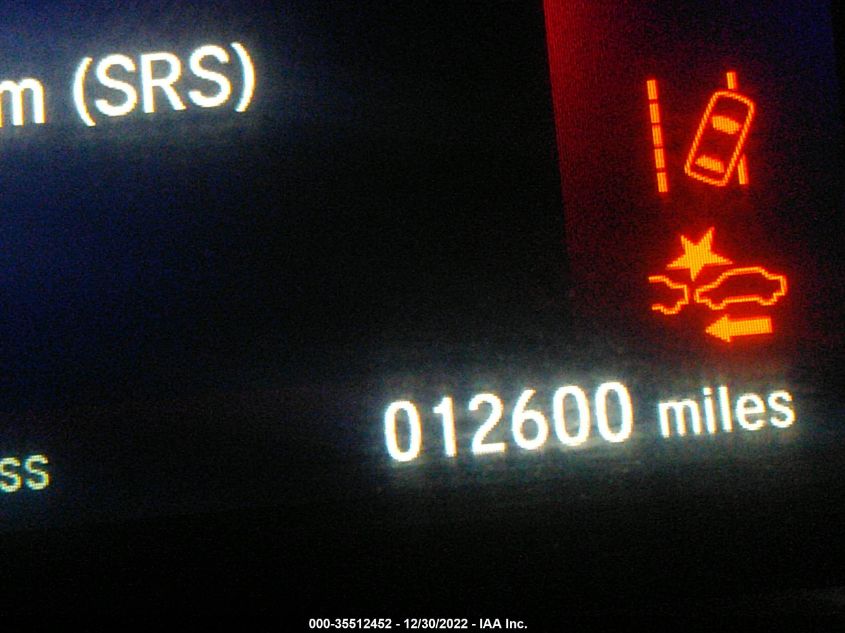 m (SRS)
012600 miles
ss
000-35512452 - 12/30/2022 - IAA Inc.